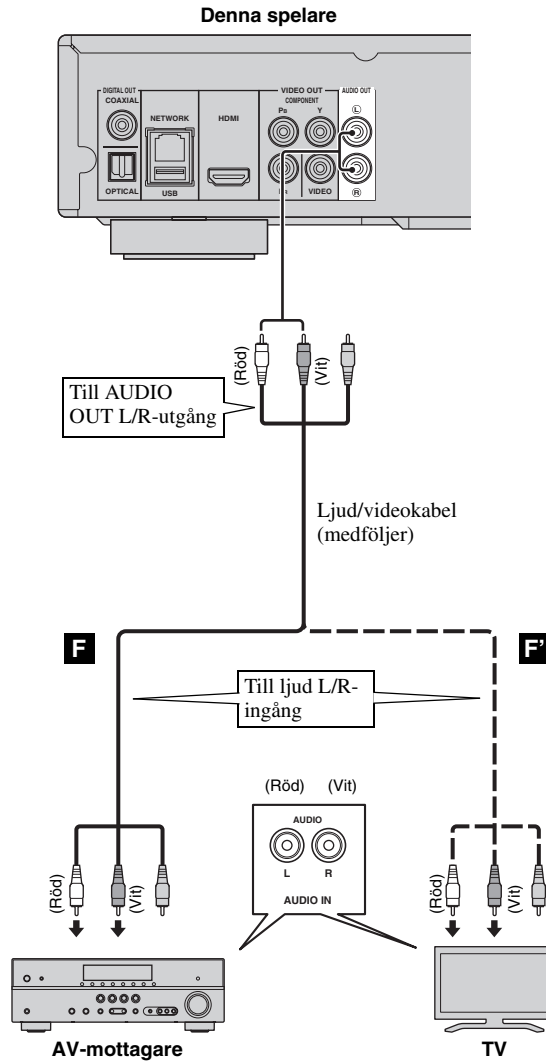 Denna spelare
DIGITAL OUT
COAXIAL
OPTICAL
NETWORK
USB
HDMI
VIDEO OUT
COMPONENT
PB
Y
PR
VIDEO
AUDIO OUT
L
R
(Röd)
(Vit)
Till AUDIO
OUT L/R-utgång
Ljud/videokabel
(medföljer)
F
F'
Till ljud L/R-
ingång
(Röd) (Vit)
AUDIO
L R
AUDIO IN
(Röd)
(Vit)
(Röd)
(Vit)
AV-mottagare
TV